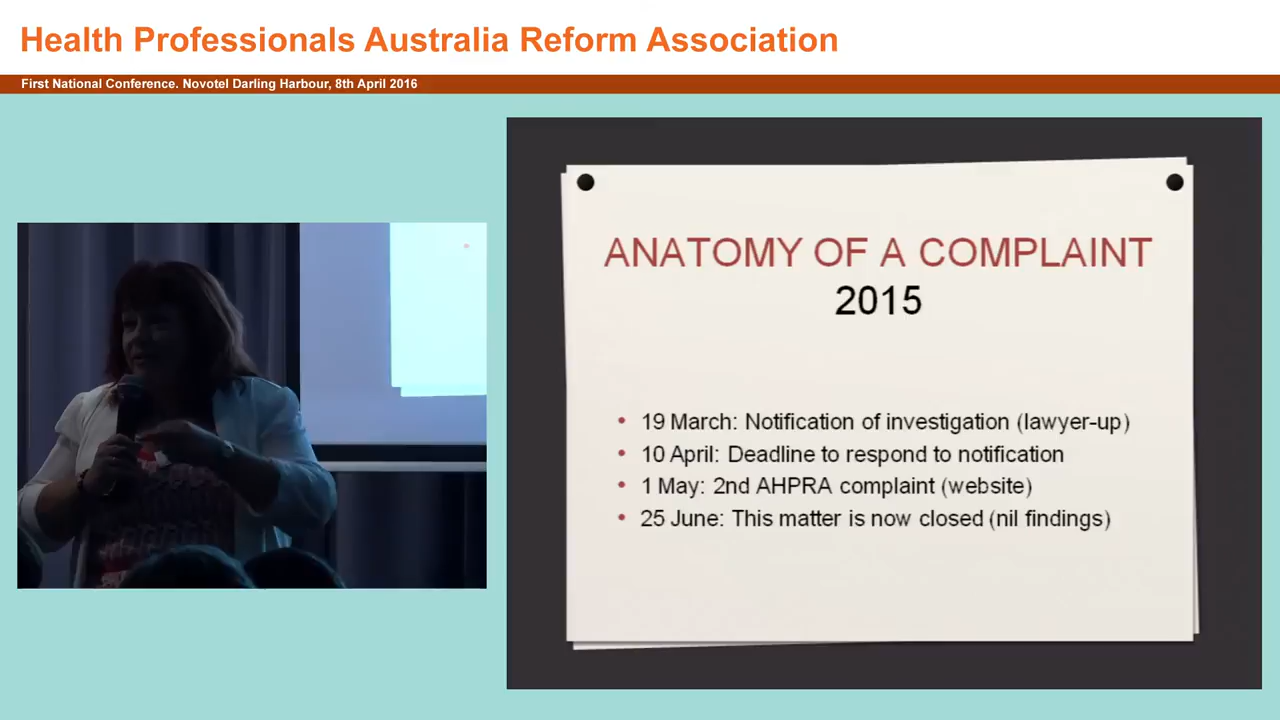 Health Professionals Australia Reform Association
First National Conference. Novotel Darling Harbour, 8th April 2016
ANATOMY OF A COMPLAINT
2015
• 19 March: Notification of investigation (lawyer-up)
• 10 April: Deadline to respond to notification
• 1 May: 2nd AHPRA complaint (website)
• 25 June: This matter is now closed (nil findings)